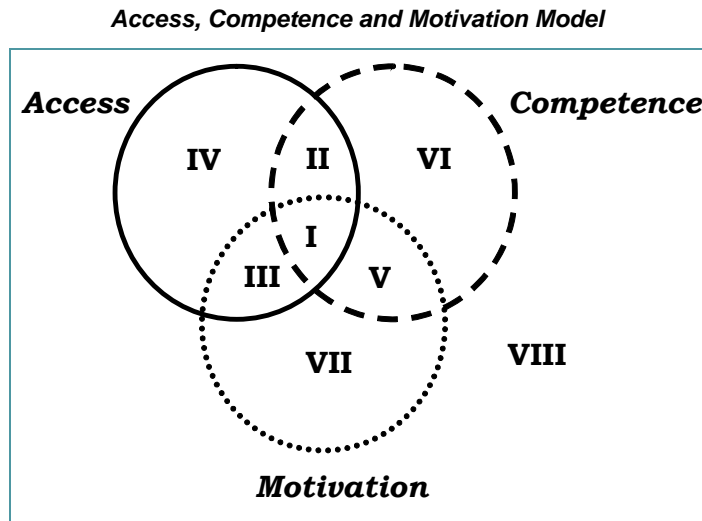 Access, Competence and Motivation Model
Access
Competence
IV
II
VI
I
III
V
VII
VIII
Motivation